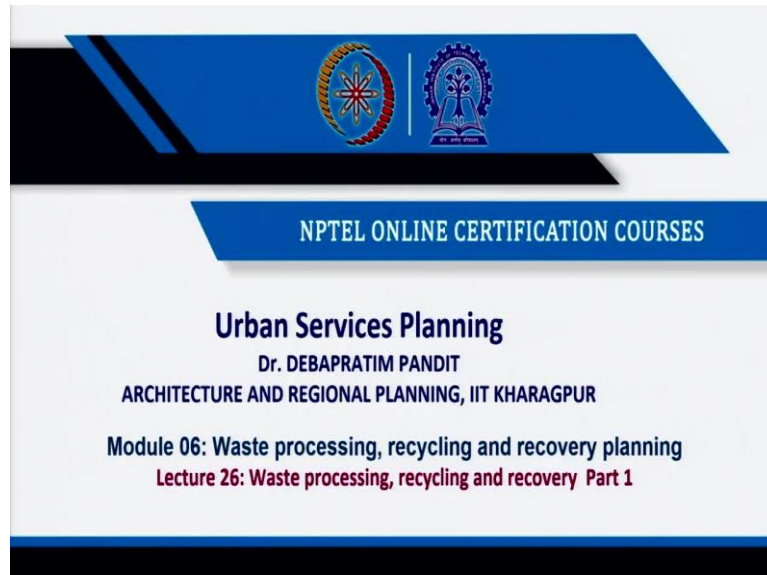 NPTEL ONLINE CERTIFICATION COURSES
Urban Services Planning
Dr. DEBAPRATIM PANDIT
ARCHITECTURE AND REGIONAL PLANNING, IIT KHARAGPUR
Module 06: Waste processing, recycling and recovery planning
Lecture 26: Waste processing, recycling and recovery Part 1